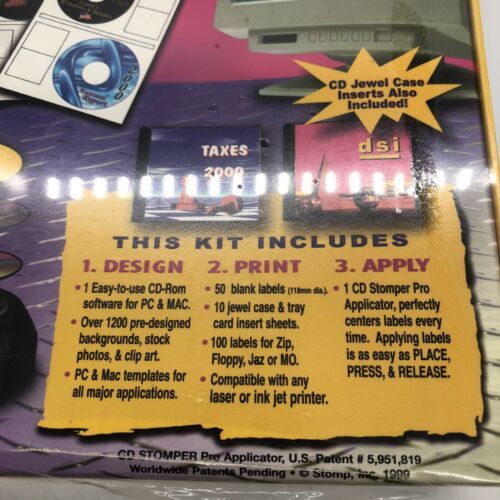 2000
CD Jewel Case
Inserts Also
Included!
TAXES
2000
dsi
THIS KIT INCLUDES
1. DESIGN
• 1 Easy-to-use CD-Rom
software for PC & MAC.
• Over 1200 pre-designed
backgrounds, stock
photos, & clip art.
• PC & Mac templates for
all major applications.
2. PRINT
• 50 blank labels (118mm dia.).
• 10 jewel case & tray
card insert sheets.
• 100 labels for Zip,
Floppy, Jaz or MO.
• Compatible with any
laser or ink jet printer.
3. APPLY
• 1 CD Stomper Pro
Applicator, perfectly
centers labels every
time. Applying labels
is as easy as PLACE,
PRESS, & RELEASE.
CD STOMPER Pro Applicator, U.S. Patent # 5,951,819
Worldwide Patents Pending • © Stomp, Inc. 1999